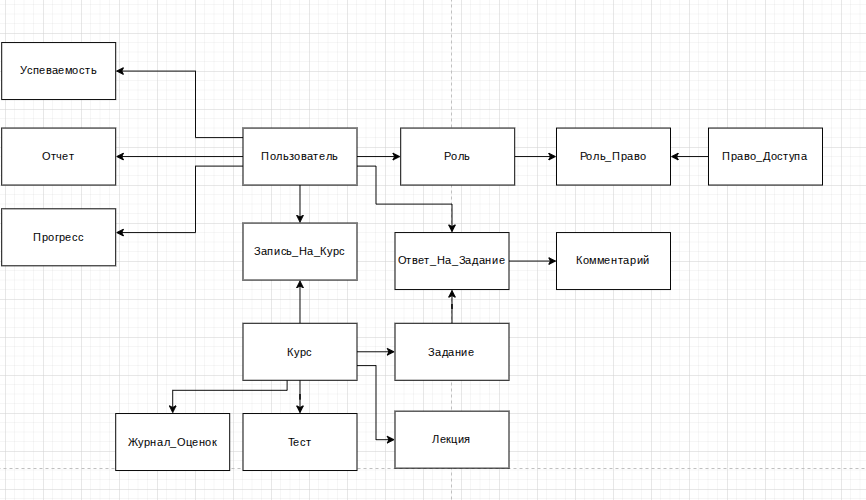 Успеваемость
Отчет
Пользователь
Роль
Роль_Право
Право_Доступа
Прогресс
Запись_На_Курс
Ответ_На_Задание
Комментарий
Курс
Задание
Журнал_Оценок
Тест
Лекция